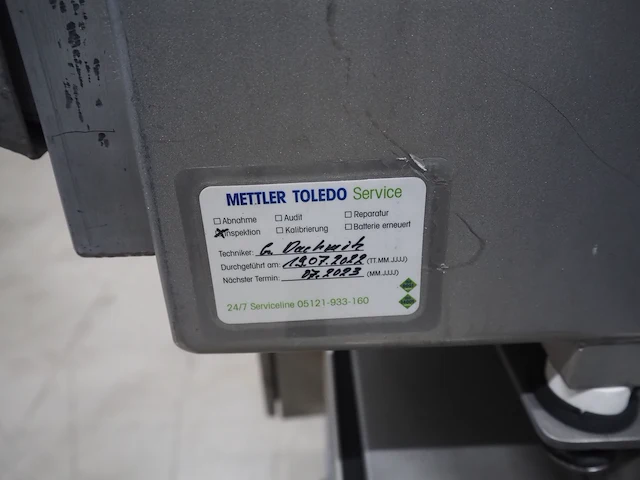 METTLER TOLEDO Service
☐ Abnahme ☐ Audit ☐ Reparatur
☒ Inspektion ☐ Kalibrierung ☐ Batterie erneuert
Techniker: G.
Durchgeführt am: 19.07.2022 (TT.MM.JJJJ)
Nächster Termin: 07.2023 (MM.JJJJ)
24/7 Serviceline 05121-933-160